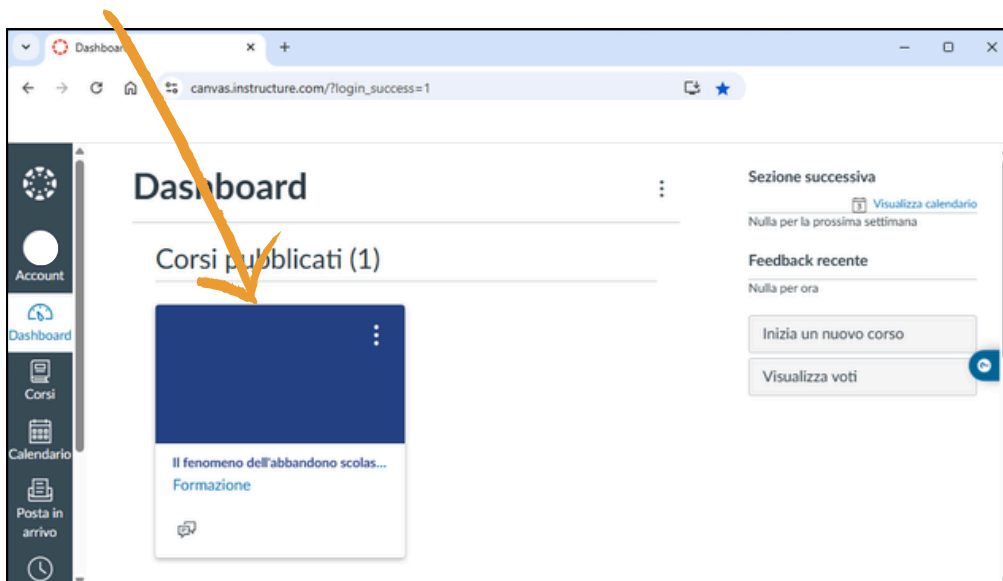 Dashboar
canvas.instructure.com/?login_success=1
Account
Dashboard
Corsi
Calendario
Posta in
arrivo
Dashboard
Corsi pubblicati (1)
Il fenomeno dell'abbandono scolas...
Formazione
Sezione successiva
3 Visualizza calendario
Nulla per la prossima settimana
Feedback recente
Nulla per ora
Inizia un nuovo corso
Visualizza voti